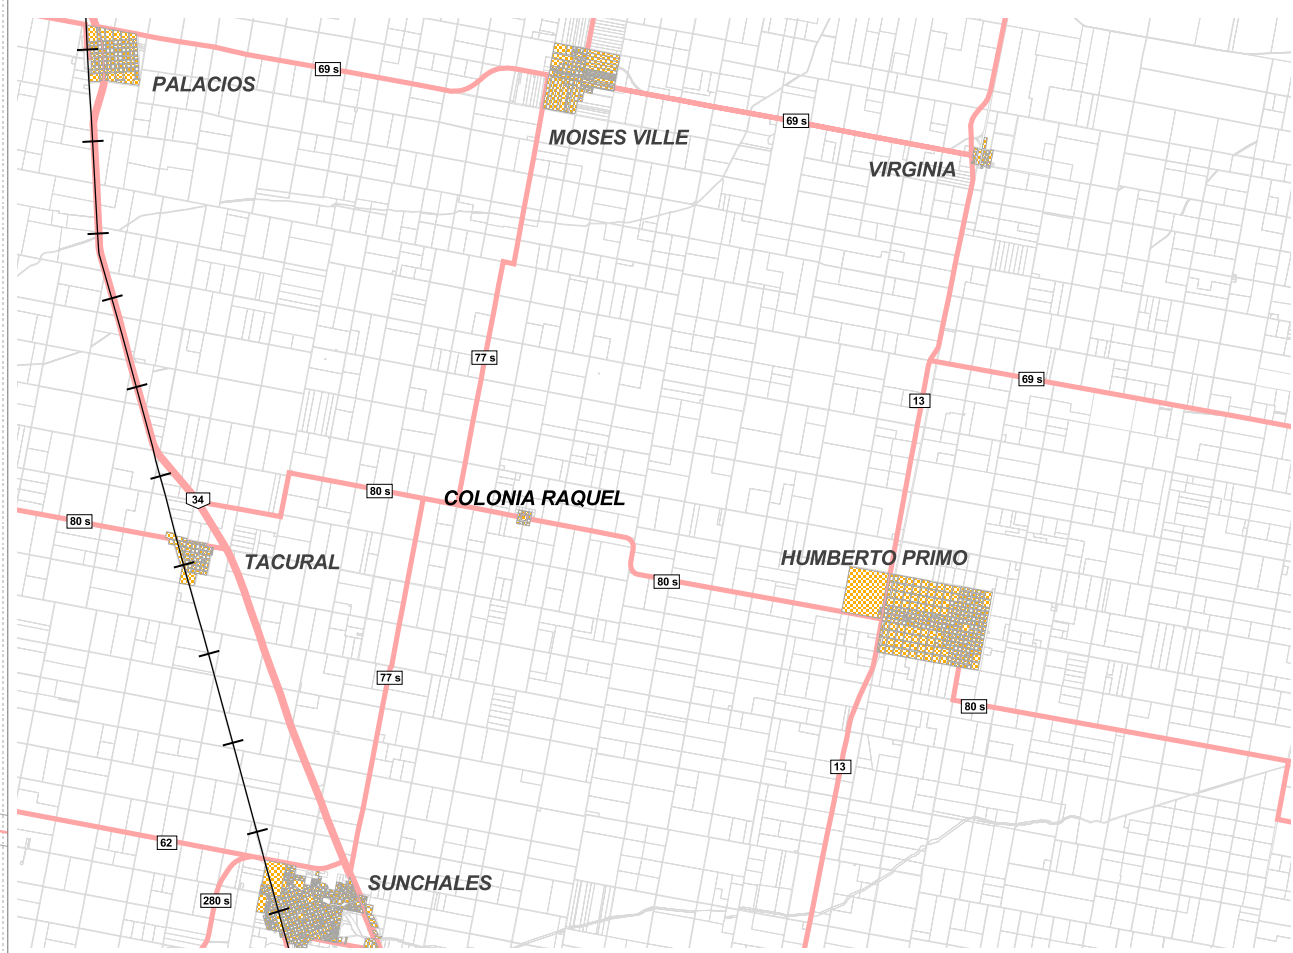 69 s
PALACIOS
69 s
MOISES VILLE
VIRGINIA
77 s
69 s
13
80 s
34
COLONIA RAQUEL
80 s
TACURAL
HUMBERTO PRIMO
80 s
77 s
80 s
13
62
SUNCHALES
280 s